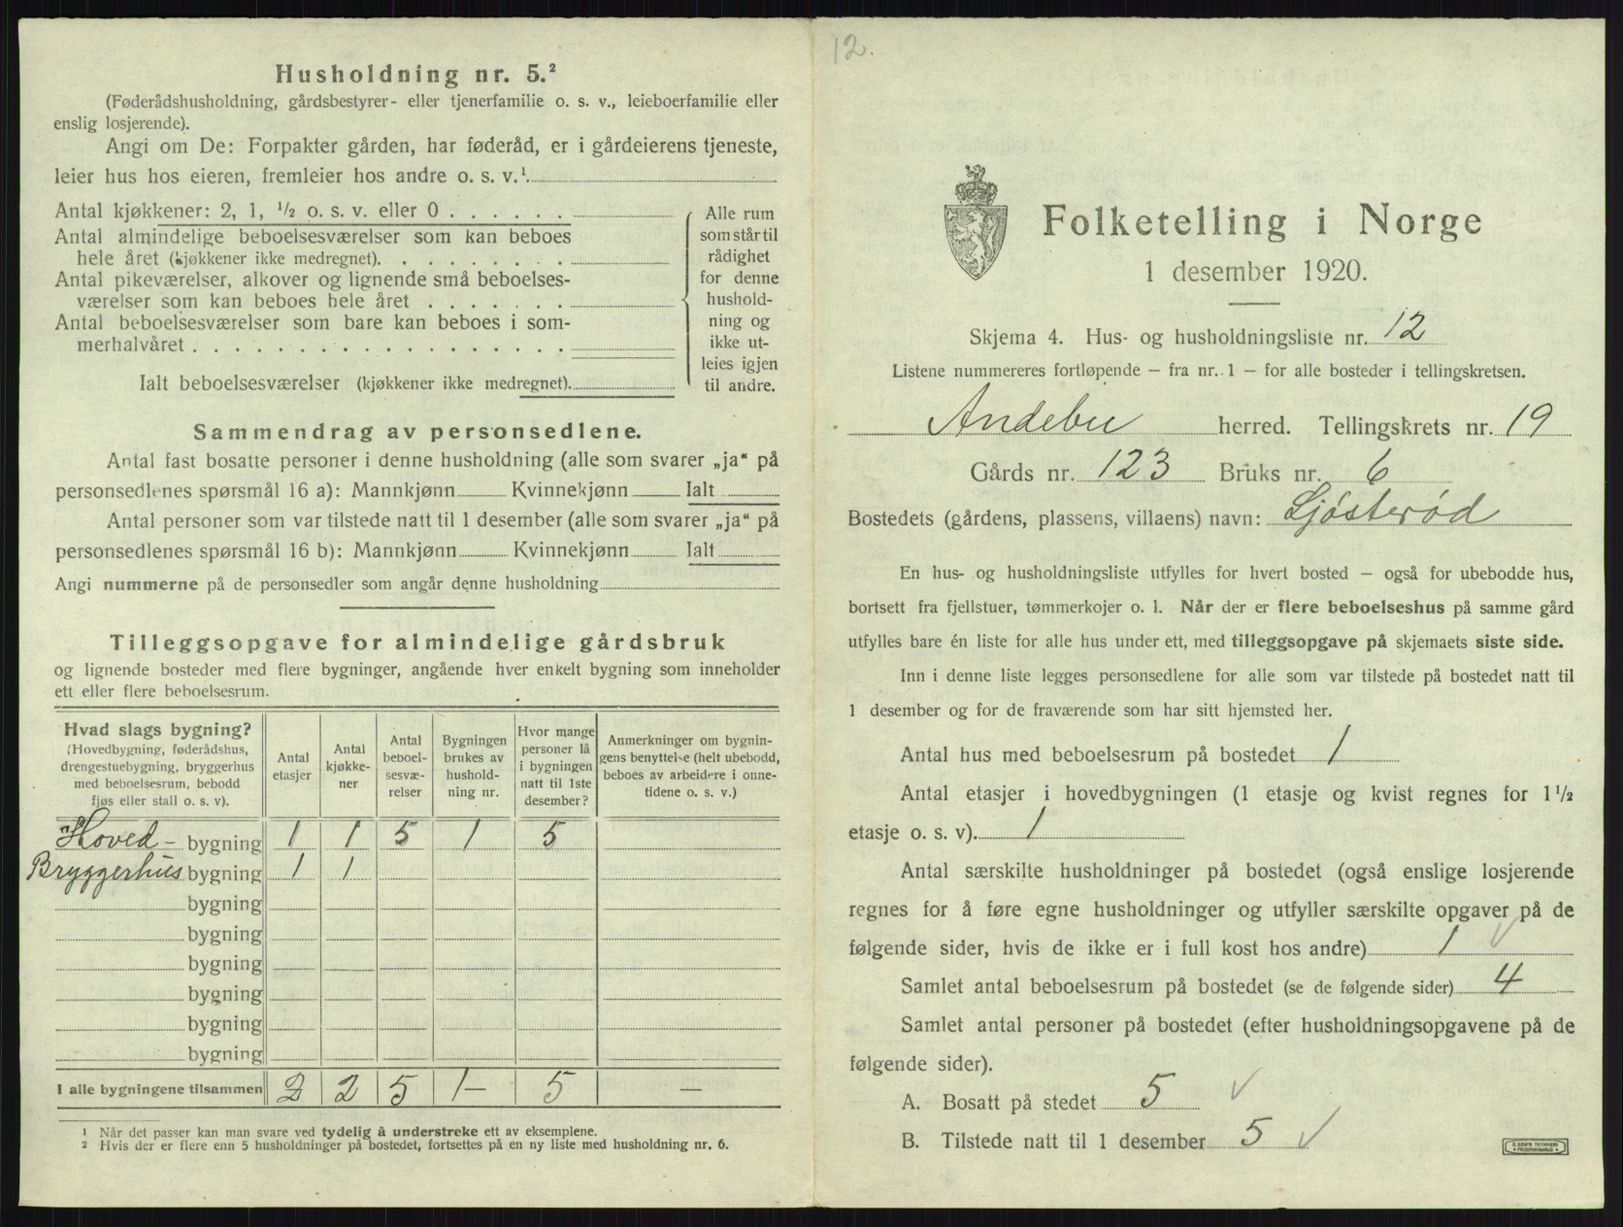 Husholdning nr. 5.²
(Føderådshusholdning, gårdsbestyrer- eller tjenerfamilie o. s. v., leieboerfamilie eller
enslig losjerende).
Angi om De: Forpakter gården, har føderåd, er i gårdeierens tjeneste,
leier hus hos eieren, fremleier hos andre o. s. v.¹
Antal kjøkkener: 2, 1, ½ o. s. v. eller 0 . . . . . .
Antal almindelige beboelsesværelser som kan beboes
hele året (kjøkkener ikke medregnet). . . . . . . . .
Antal pikeværelser, alkover og lignende små beboelses-
værelser som kan beboes hele året . . . . . . .
Antal beboelsesværelser som bare kan beboes i som-
merhalvåret . . . . . . . . . . . . . . . . . .
Ialt beboelsesværelser (kjøkkener ikke medregnet).
Alle rum
som står til
rådighet
for denne
hushold-
ning og
ikke ut-
leies igjen
til andre.
Sammendrag av personsedlene.
Antal fast bosatte personer i denne husholdning (alle som svarer „ja“ på
personsedlenes spørsmål 16 a): Mannkjønn Kvinnekjønn Ialt
Antal personer som var tilstede natt til 1 desember (alle som svarer „ja“ på
personsedlenes spørsmål 16 b): Mannkjønn Kvinnekjønn Ialt
Angi nummerne på de personsedler som angår denne husholdning
Tilleggsopgave for almindelige gårdsbruk
og lignende bosteder med flere bygninger, angående hver enkelt bygning som inneholder
ett eller flere beboelsesrum.
Hvad slags bygning?
(Hovedbygning, føderådshus,
drengestuebygning, bryggerhus
med beboelsesrum, bebodd
fjøs eller stall o. s. v).
Antal
etasjer
Antal
kjøkke-
ner
Antal
beboel-
sesvæ-
relser
Bygningen
brukes av
hushold-
ning nr.
Hvor mange
personer lå
i bygningen
natt til 1ste
desember?
Anmerkninger om bygnin-
gens benyttelse (helt ubebodd,
beboes av arbeidere i onne-
tidene o. s. v.)
Hoved- bygning 1 1 5 1 5
Bryggerhus bygning 1 1
bygning
bygning
bygning
bygning
bygning
bygning
I alle bygningene tilsammen 2 2 5 1- 5 —
¹ Når det passer kan man svare ved tydelig å understreke ett av eksemplene.
² Hvis der er flere enn 5 husholdninger på bostedet, fortsettes på en ny liste med husholdning nr. 6.
12.
Folketelling i Norge
1 desember 1920.
Skjema 4. Hus- og husholdningsliste nr. 12
Listene nummereres fortløpende — fra nr. 1 — for alle bosteder i tellingskretsen.
Andebu herred. Tellingskrets nr. 19
Gårds nr. 123 Bruks nr. 6
Bostedets (gårdens, plassens, villaens) navn: Ljøsterød
En hus- og husholdningsliste utfylles for hvert bosted — også for ubebodde hus,
bortsett fra fjellstuer, tømmerkojer o. l. Når der er flere beboelseshus på samme gård
utfylles bare én liste for alle hus under ett, med tilleggsopgave på skjemaets siste side.
Inn i denne liste legges personsedlene for alle som var tilstede på bostedet natt til
1 desember og for de fraværende som har sitt hjemsted her.
Antal hus med beboelsesrum på bostedet 1
Antal etasjer i hovedbygningen (1 etasje og kvist regnes for 1½
etasje o. s. v). 1
Antal særskilte husholdninger på bostedet (også enslige losjerende
regnes for å føre egne husholdninger og utfyller særskilte opgaver på de
følgende sider, hvis de ikke er i full kost hos andre) 1
Samlet antal beboelsesrum på bostedet (se de følgende sider) 4
Samlet antal personer på bostedet (efter husholdningsopgavene på de
følgende sider).
A. Bosatt på stedet 5
B. Tilstede natt til 1 desember 5